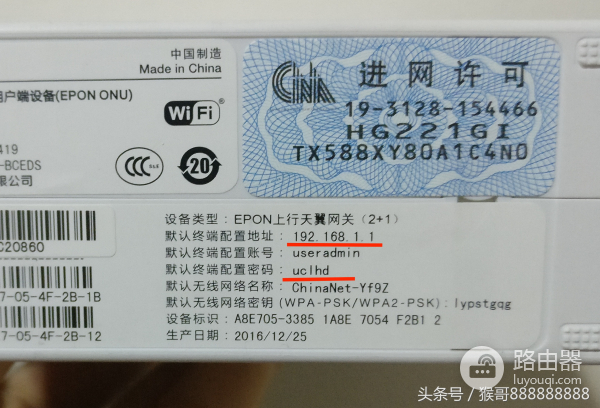 中国制造
Made in China
户端设备(EPON ONU)
WiFi
419
-BCEDS
有限公司
CCC
20
CNA 进网许可
19-3128-154466
HG221GI
TX588XY80A1C4N0
设备类型: EPON上行天翼网关 (2+1)
默认终端配置地址: 192.168.1.1
默认终端配置账号: useradmin
默认终端配置密码: uclhd
默认无线网络名称: ChinaNet-Yf9Z
默认无线网络密钥 (WPA-PSK/WPA2-PSK): lypstgqg
设备标识: A8E705-3385 1A8E 7054 F2B1 2
生产日期: 2016/12/25
C20860
7-05-4F-2B-1B
7-05-4F-2B-12
路由器
luyouqi.com
头条号/猴哥888888888